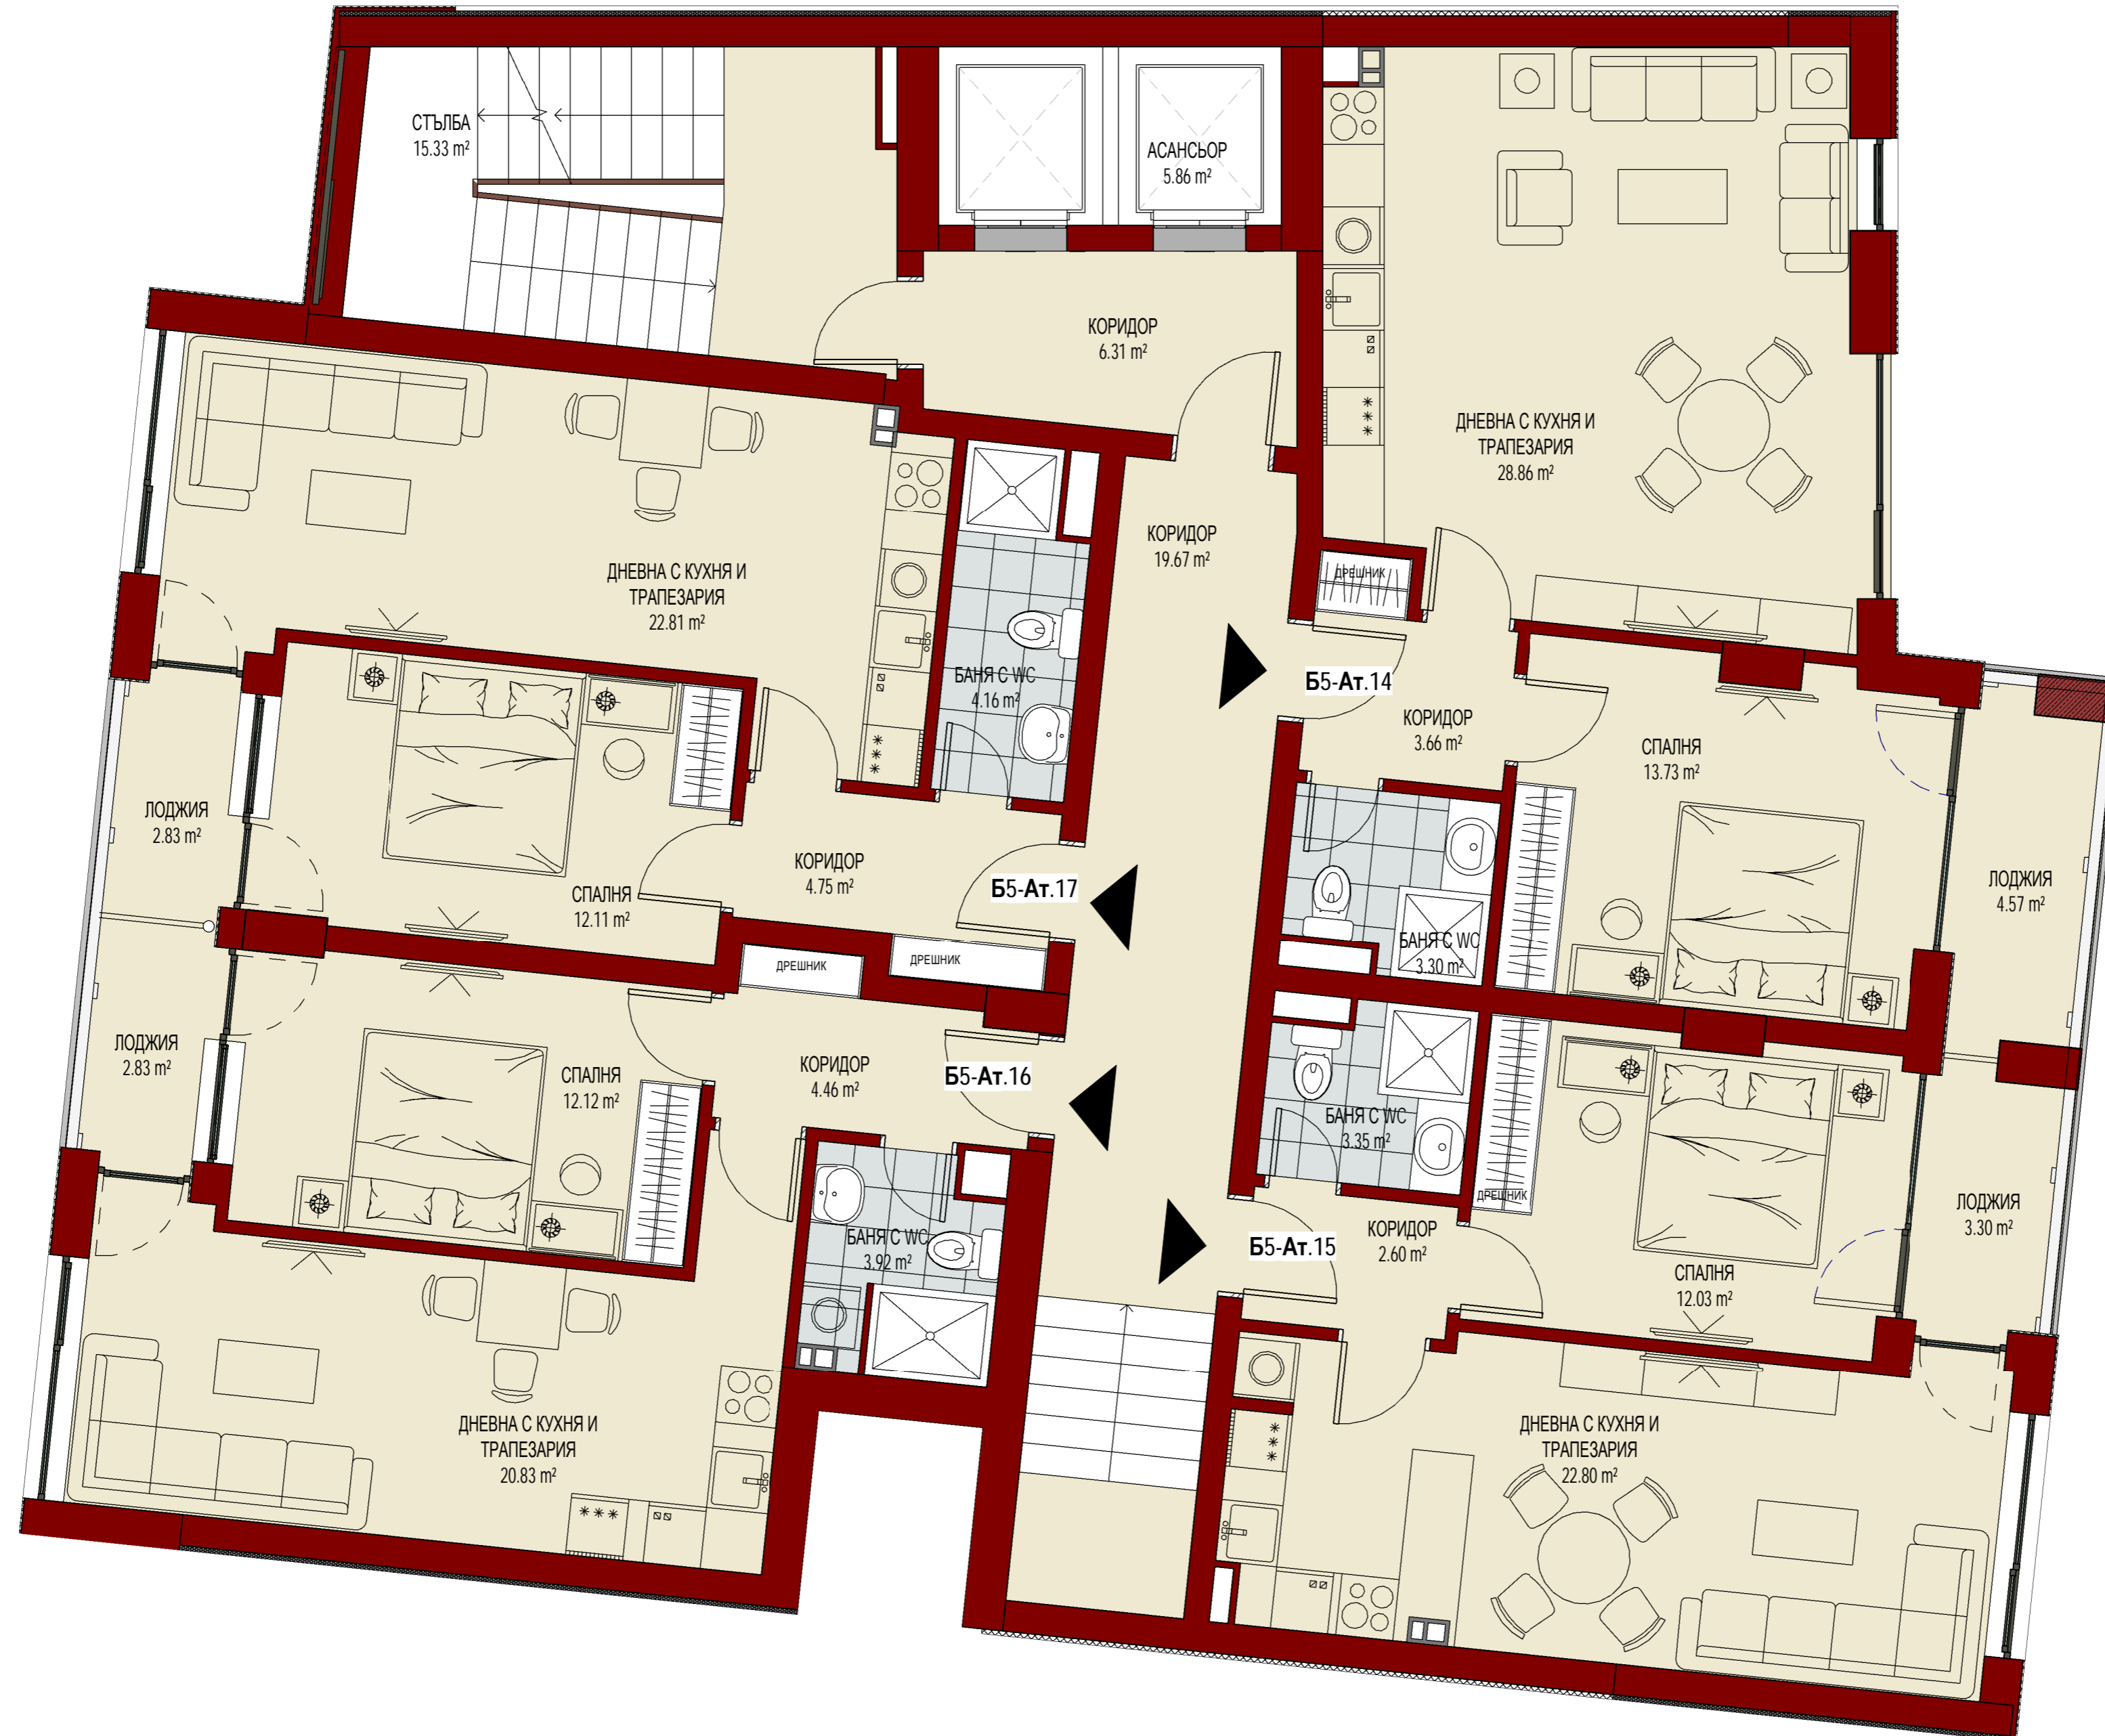 СТЪЛБА
15.33 m²
АСАНСЬОР
5.86 m²
КОРИДОР
6.31 m²
ДНЕВНА С КУХНЯ И
ТРАПЕЗАРИЯ
28.86 m²
КОРИДОР
19.67 m²
ДРЕШНИК
ДНЕВНА С КУХНЯ И
ТРАПЕЗАРИЯ
22.81 m²
БАНЯ С WC
4.16 m²
Б5-Ат.14
КОРИДОР
3.66 m²
СПАЛНЯ
13.73 m²
ЛОДЖИЯ
2.83 m²
СПАЛНЯ
12.11 m²
КОРИДОР
4.75 m²
Б5-Ат.17
ЛОДЖИЯ
4.57 m²
БАНЯ С WC
3.30 m²
ДРЕШНИК
ДРЕШНИК
ЛОДЖИЯ
2.83 m²
СПАЛНЯ
12.12 m²
КОРИДОР
4.46 m²
Б5-Ат.16
БАНЯ С WC
3.35 m²
ДРЕШНИК
ЛОДЖИЯ
3.30 m²
БАНЯ С WC
3.92 m²
Б5-Ат.15
КОРИДОР
2.60 m²
СПАЛНЯ
12.03 m²
ДНЕВНА С КУХНЯ И
ТРАПЕЗАРИЯ
20.83 m²
ДНЕВНА С КУХНЯ И
ТРАПЕЗАРИЯ
22.80 m²